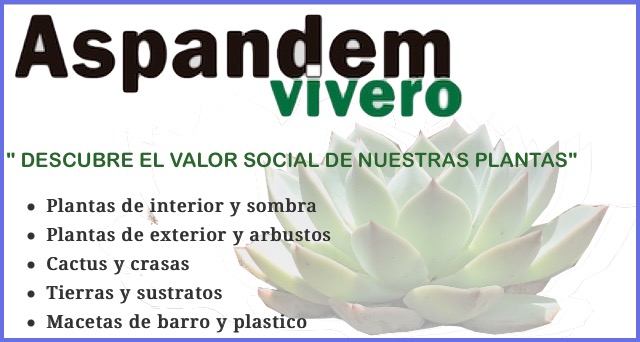 Aspandem
vivero
" DESCUBRE EL VALOR SOCIAL DE NUESTRAS PLANTAS"
• Plantas de interior y sombra
• Plantas de exterior y arbustos
• Cactus y crasas
• Tierras y sustratos
• Macetas de barro y plastico